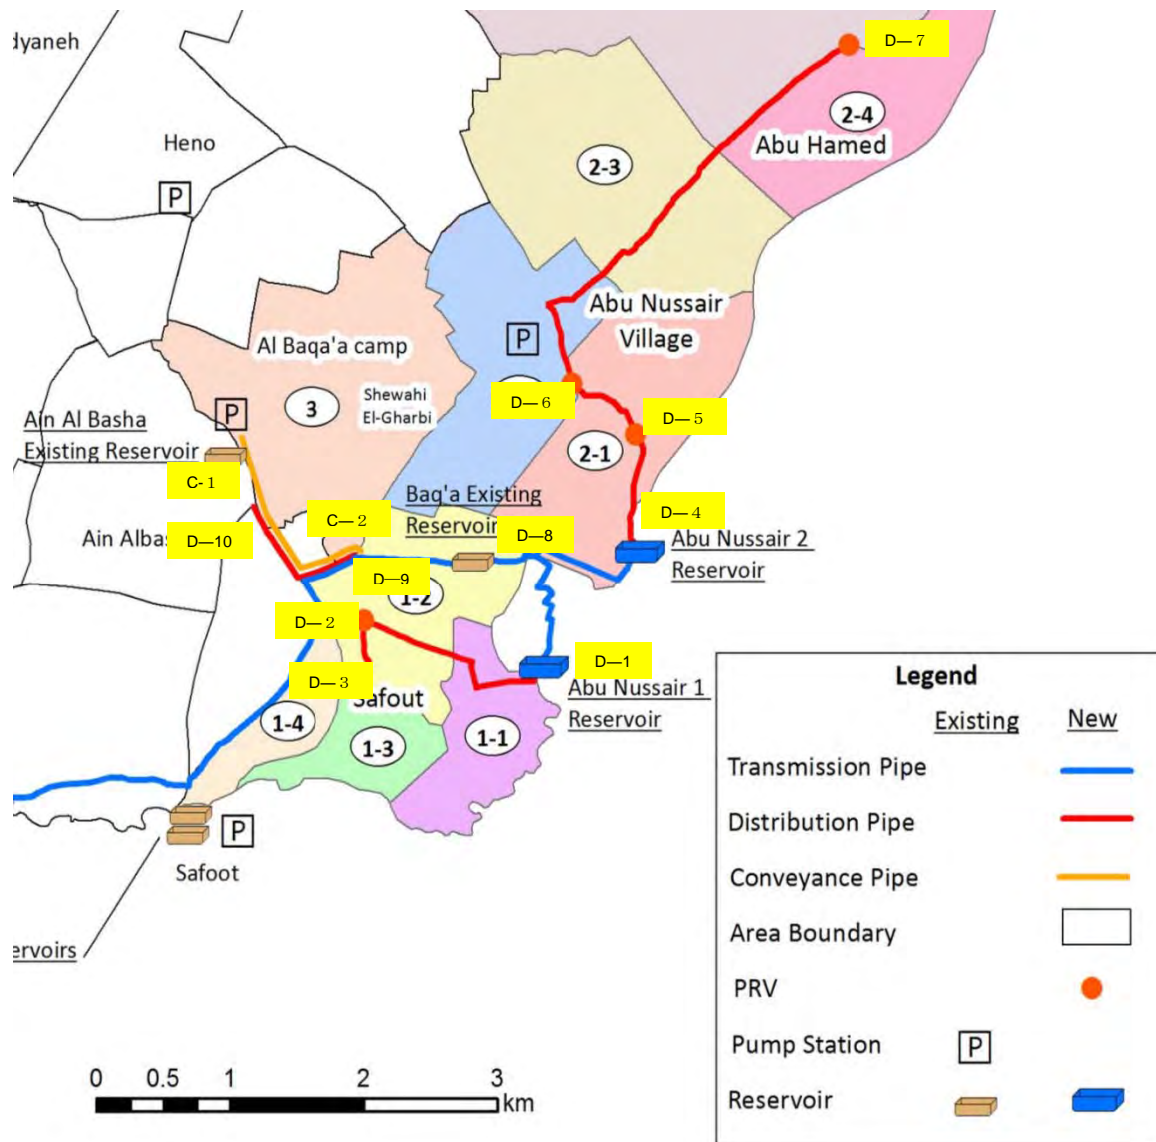 dyaneh
D—7
2-4
Abu Hamed
Heno
2-3
P
Abu Nussair
Village
P
Al Baqa'a camp
Shewahi
El-Gharbi
3
D—6
D—5
P
Ain Al Basha
Existing Reservoir
2-1
C-1
Baq'a Existing
Reservoir
C—2
D—4
Ain Albas
D—10
D—8
Abu Nussair 2
Reservoir
D—9
1-2
D—2
D—1
D—3
Abu Nussair 1
Reservoir
Safout
1-4
1-3
1-1
P
Safoot
ervoirs
0 0.5 1 2 3
km
Legend
Existing New
Transmission Pipe
Distribution Pipe
Conveyance Pipe
Area Boundary
PRV
Pump Station P
Reservoir